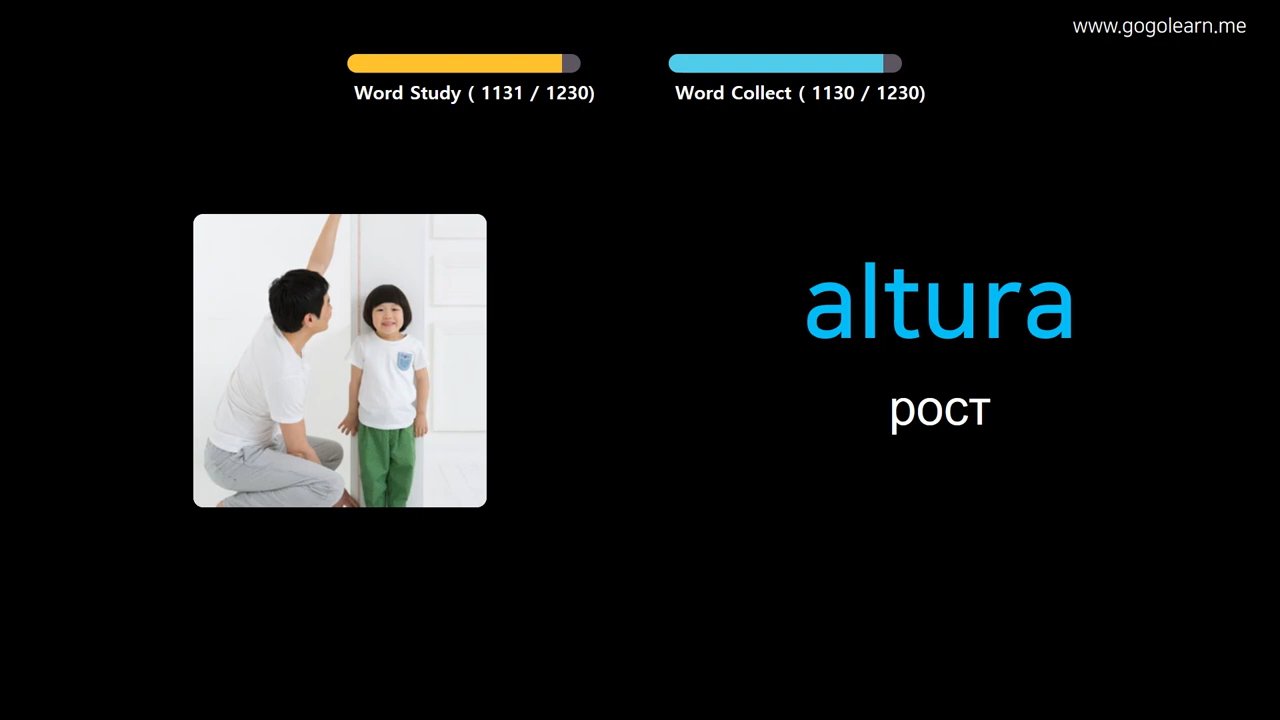 www.gogolearn.me
Word Study ( 1131 / 1230)
Word Collect ( 1130 / 1230)
altura
рост